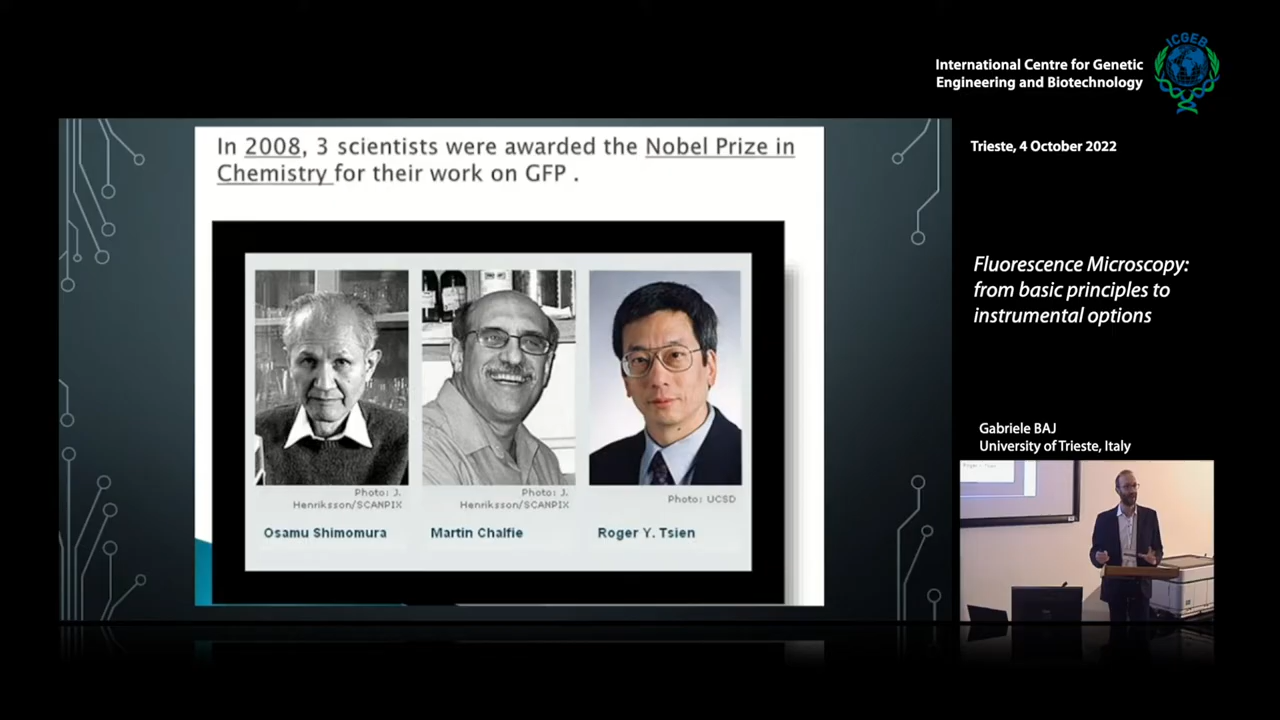 In 2008, 3 scientists were awarded the Nobel Prize in
Chemistry for their work on GFP .
Photo: J.
Henriksson/SCANPIX
Photo: J.
Henriksson/SCANPIX
Photo: UCSD
Osamu Shimomura
Martin Chalfie
Roger Y. Tsien
International Centre for Genetic
Engineering and Biotechnology
ICGEB
Trieste, 4 October 2022
Fluorescence Microscopy:
from basic principles to
instrumental options
Gabriele BAJ
University of Trieste, Italy
Roger Y. Tsien